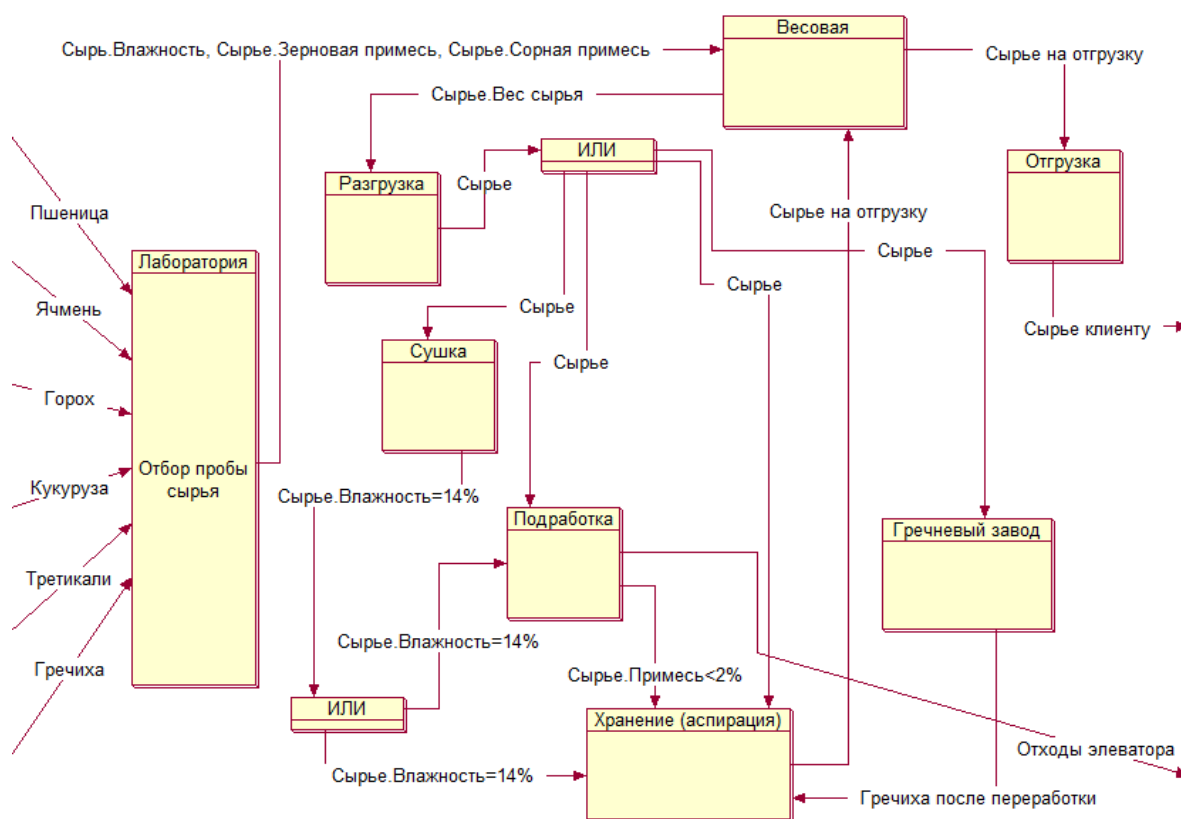 Весовая
Сырь.Влажность, Сырье.Зерновая примесь, Сырье.Сорная примесь
Сырье на отгрузку
Сырье.Вес сырья
ИЛИ
Отгрузка
Разгрузка
Сырье
Пшеница
Сырье на отгрузку
Сырье
Лаборатория
Сырье
Ячмень
Сырье
Сырье клиенту
Сушка
Сырье
Горох
Отбор пробы
сырья
Кукуруза
Сырье.Влажность=14%
Подработка
Гречневый завод
Третикали
Сырье.Влажность=14%
Гречиха
Сырье.Примесь<2%
ИЛИ
Хранение (аспирация)
Отходы элеватора
Сырье.Влажность=14%
Гречиха после переработки